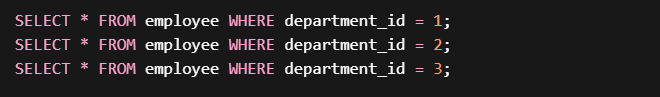 SELECT * FROM employee WHERE department_id = 1;
SELECT * FROM employee WHERE department_id = 2;
SELECT * FROM employee WHERE department_id = 3;